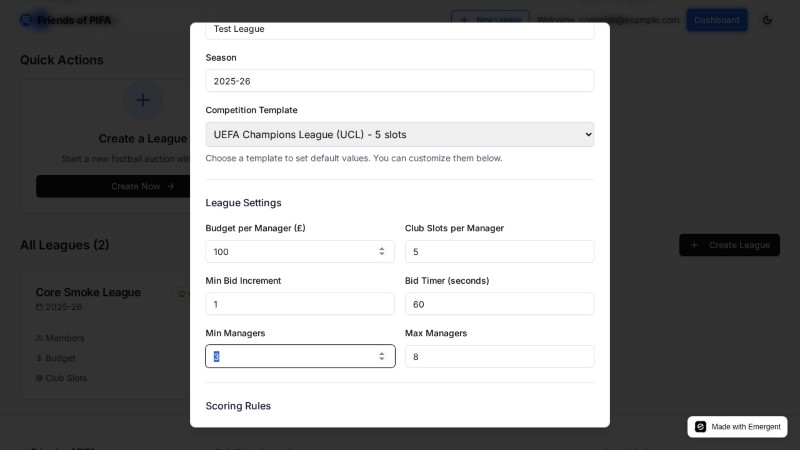 Friends of PIFA
New League
Welcome, commish@example.com
Dashboard
Quick Actions
Create a League
Start a new football auction
Create Now →
All Leagues (2)
+ Create League
Core Smoke League
2025-26
Members
$ Budget
Club Slots
Test League
Season
2025-26
Competition Template
UEFA Champions League (UCL) - 5 slots
Choose a template to set default values. You can customize them below.
League Settings
Budget per Manager (£)
Club Slots per Manager
100
5
Min Bid Increment
Bid Timer (seconds)
1
60
Min Managers
Max Managers
3
8
Scoring Rules
Made with Emergent